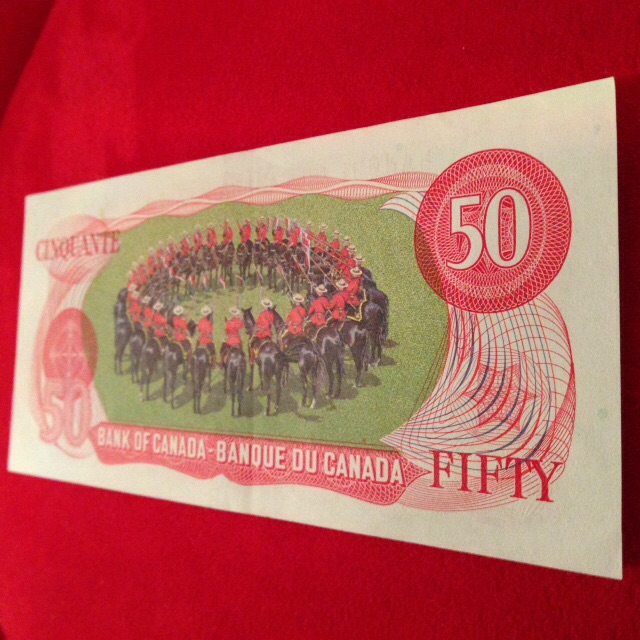 CINQUANTE
50
50
BANK OF CANADA-BANQUE DU CANADA
FIFTY